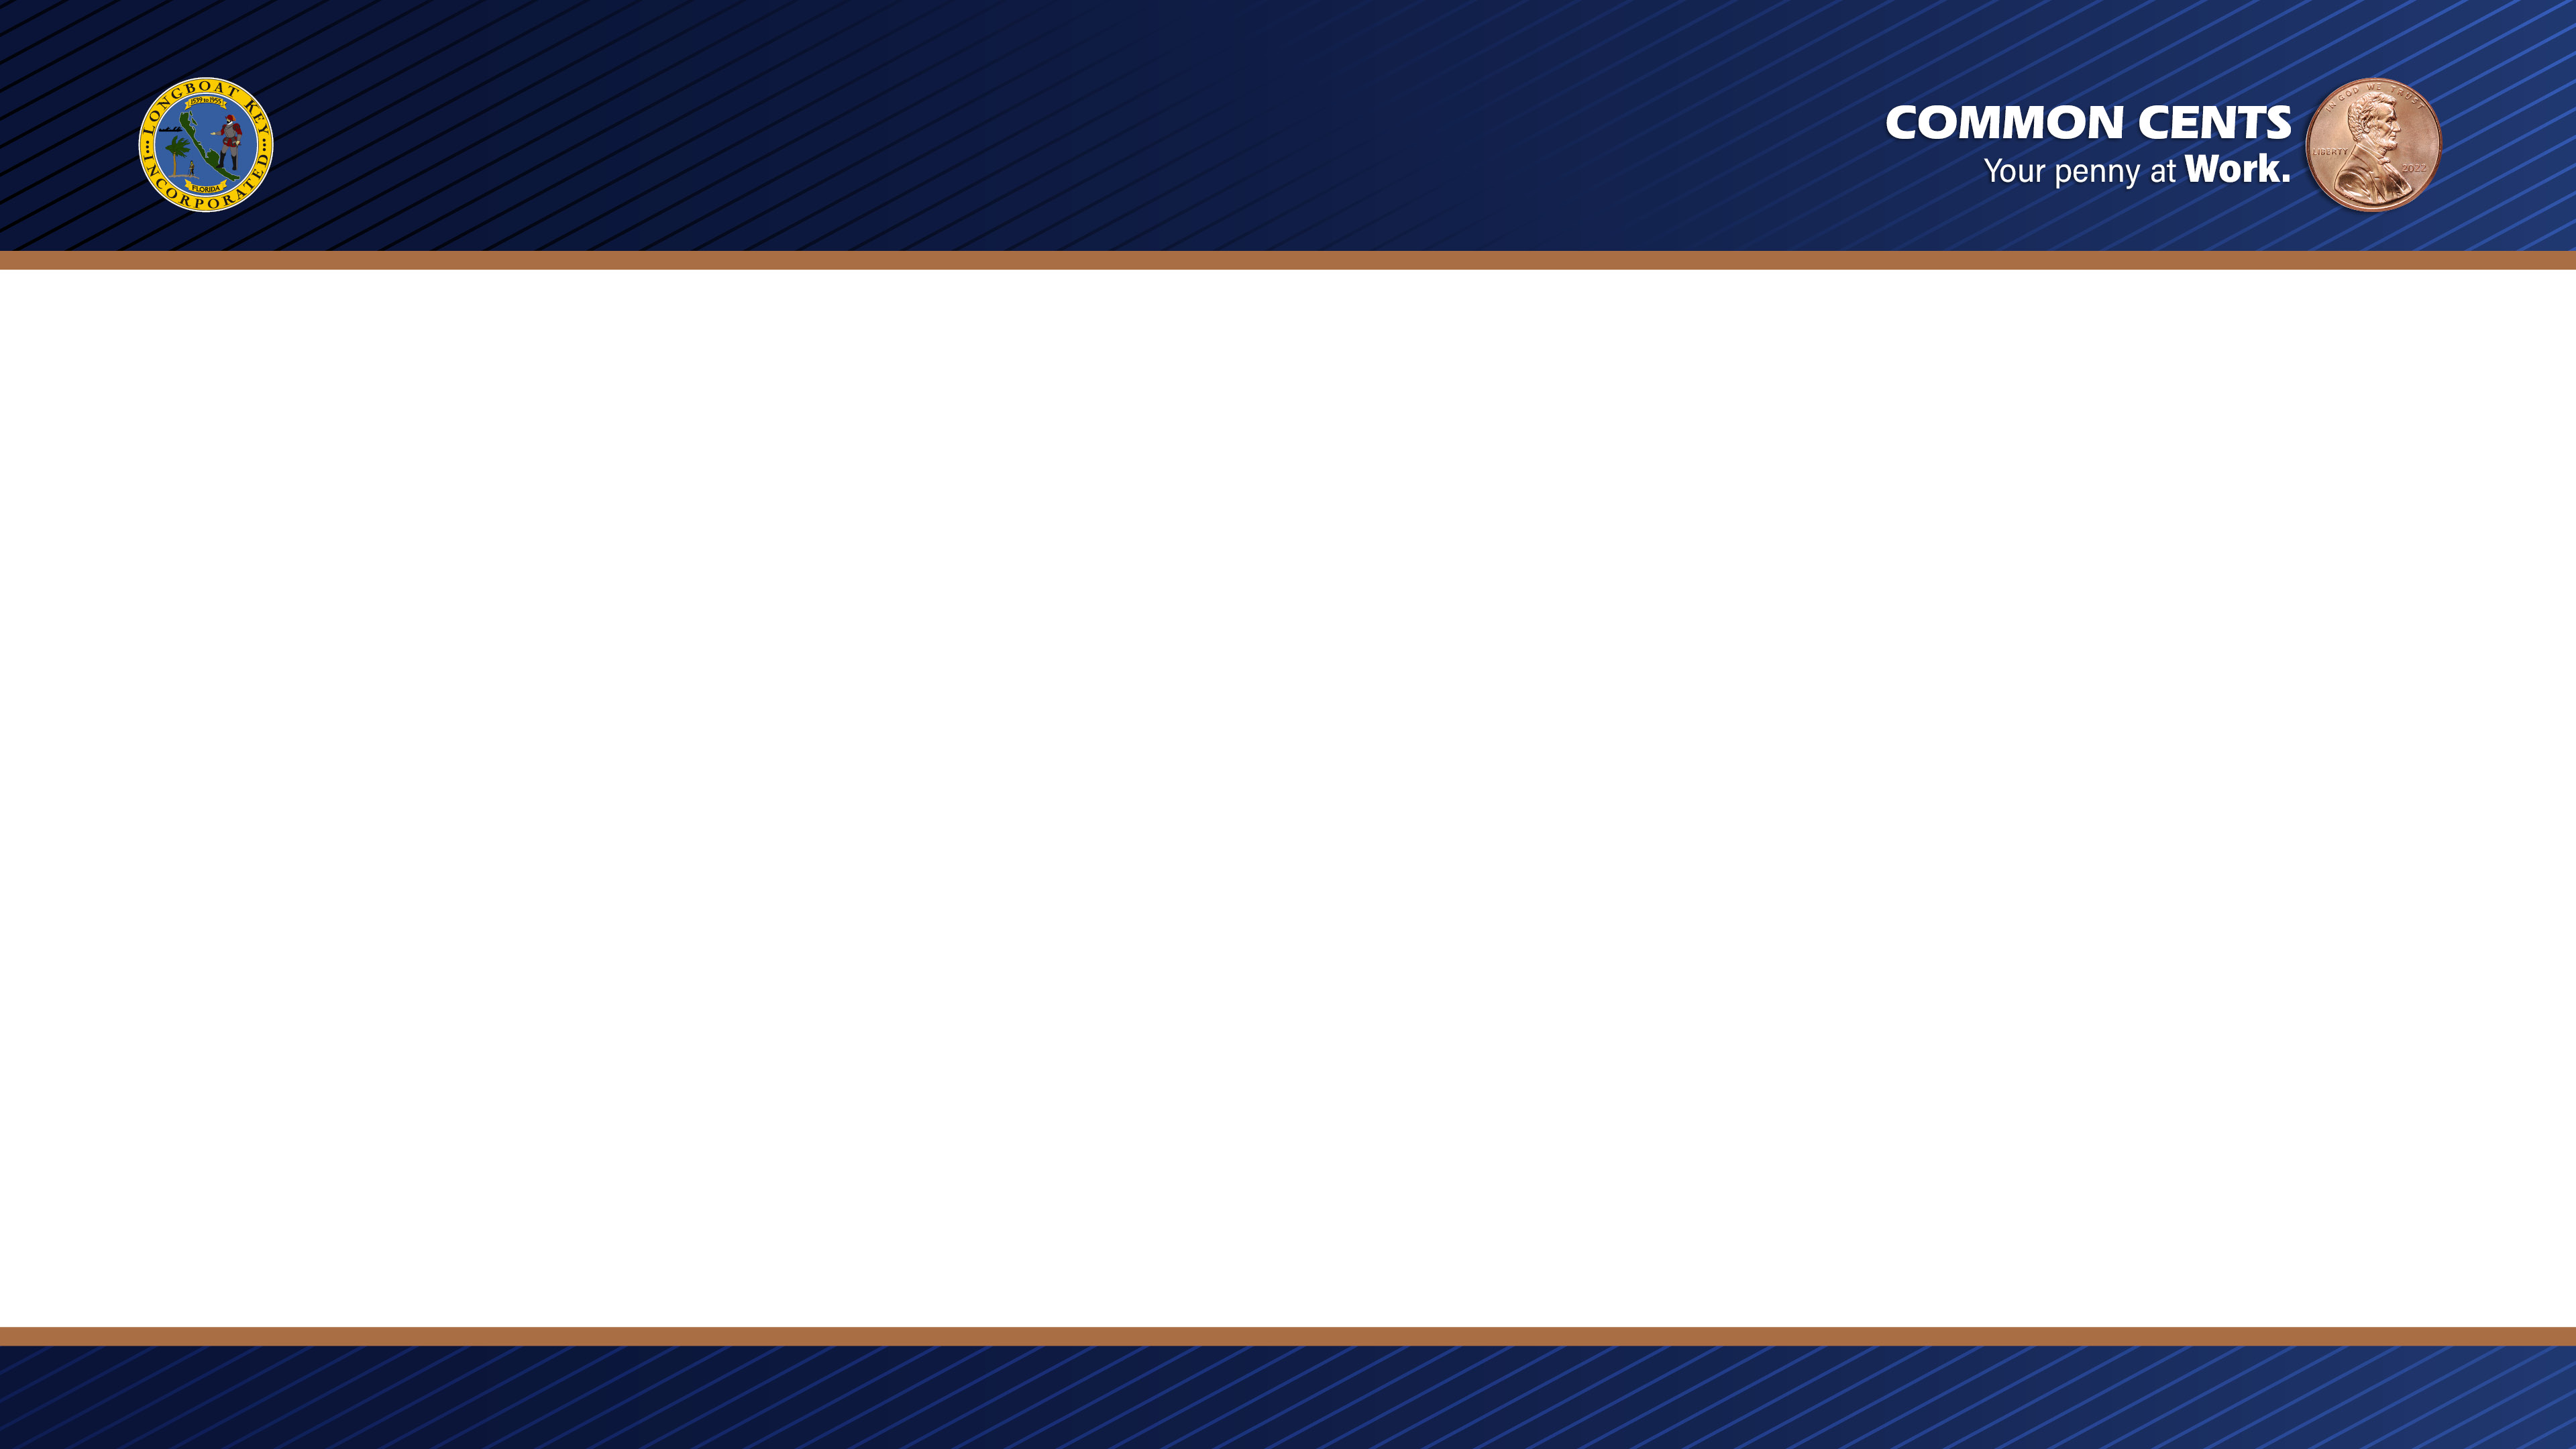 LONGBOAT KEY
INCORPORATED
FLORIDA
COMMON CENTS
Your penny at Work.
IN GOD WE TRUST
LIBERTY
2022